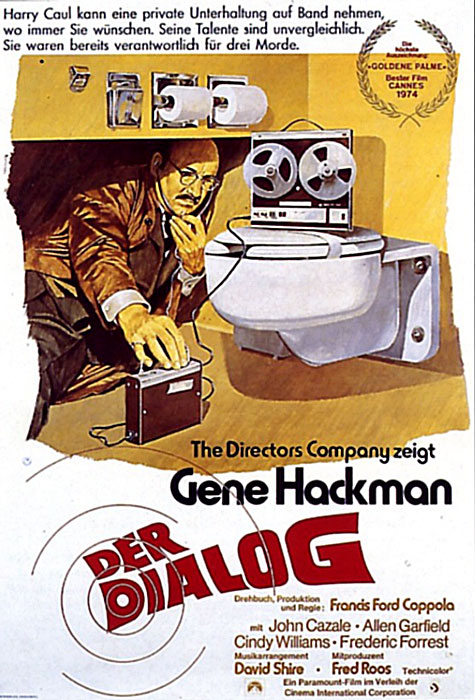 Harry Caul kann eine private Unterhaltung auf Band nehmen,
wo immer Sie wünschen. Seine Talente sind unvergleichlich.
Sie waren bereits verantwortlich für drei Morde.
Die
höchste
Auszeichnung
«GOLDENE PALME»
Bester Film
CANNES
1974
The Directors Company zeigt
Gene Hackman
DER
DIALOG
Drehbuch, Produktion
und Regie: Francis Ford Coppola
mit John Cazale • Allen Garfield
Cindy Williams • Frederic Forrest
Musikarrangement Mitproduzent
David Shire • Fred Roos Technicolor®
Ein Paramount-Film im Verleih der
Cinema International Corporation